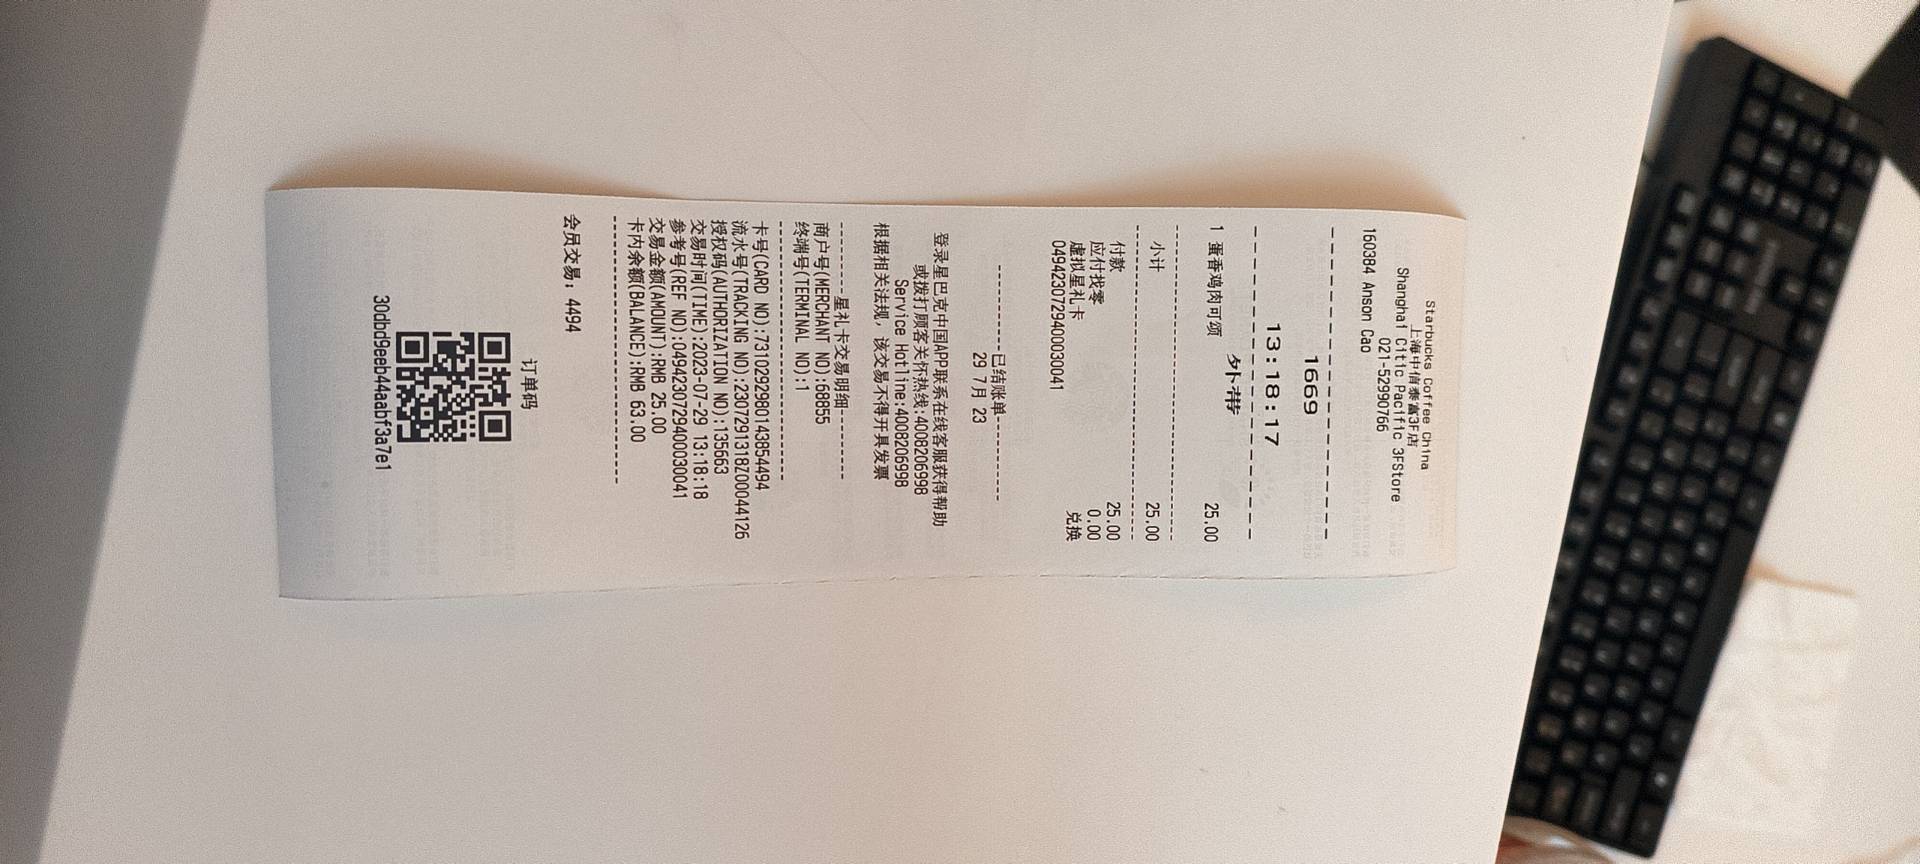 Starbucks Coffee China
上海中信泰富3F店
Shanghai Citic Pacific 3FStore
021-52990766
160384 Anson Cao
1669
13:18:17
外带
1 蛋香鸡肉可颂 25.00
小计 25.00
付款 25.00
应付找零 0.00
虚拟星礼卡 兑换
0494230729400030041
------------已结账单------------
29 7月 23
登录星巴克中国APP联系在线客服获得帮助
或拨打顾客关怀热线:4008206998
Service Hotline:4008206998
根据相关法规, 该交易不得开具发票
----------星礼卡交易明细----------
商户号(MERCHANT NO):68855
终端号(TERMINAL NO):1
卡号(CARD NO):7310292980143854494
流水号(TRACKING NO):2307291318Z00044126
授权码(AUTHORIZATION NO):135663
交易时间(TIME):2023-07-29 13:18:18
参考号(REF NO):0494230729400030041
交易金额(AMOUNT):RMB 25.00
卡内余额(BALANCE):RMB 63.00
会员交易: 4494
订单码
30dbd9eeb44aabf3a7e1